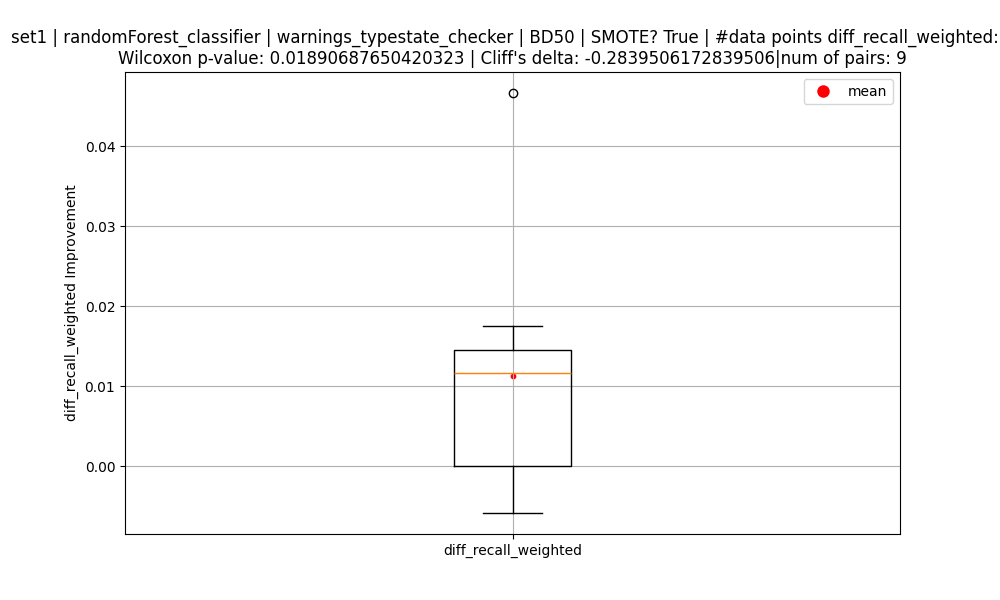 set1 | randomForest_classifier | warnings_typestate_checker | BD50 | SMOTE? True | #data points diff_recall_weighted:
Wilcoxon p-value: 0.01890687650420323 | Cliff's delta: -0.2839506172839506|num of pairs: 9
mean
0.04
0.03
0.02
0.01
0.00
diff_recall_weighted Improvement
diff_recall_weighted